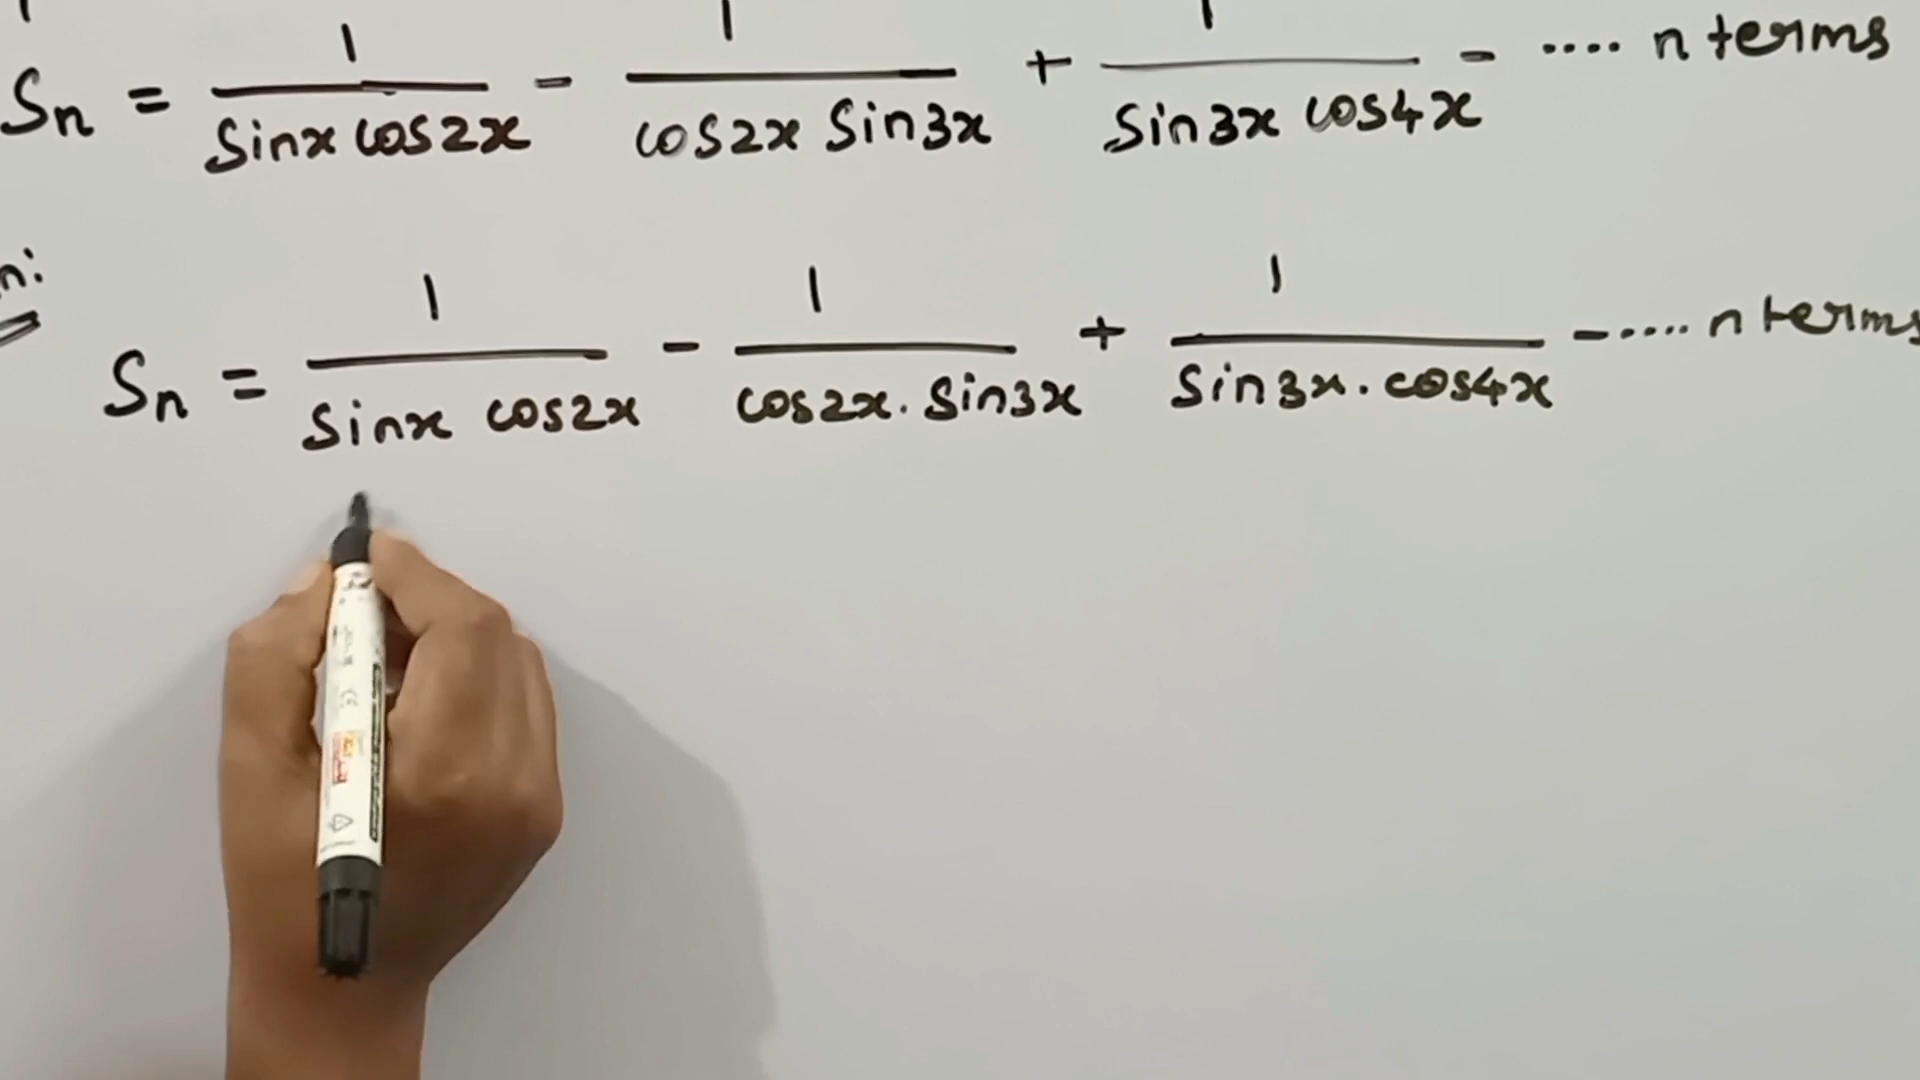 Sn = 1/(sinx cos2x) - 1/(cos2x sin3x) + 1/(sin3x cos4x) - .... n terms
n:
Sn = 1/(sinx cos2x) - 1/(cos2x . sin3x) + 1/(sin3x . cos4x) - .... n terms